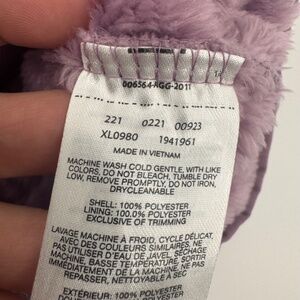 006564-AGG-2011
221 0221 00923
XL0980 1941961
MADE IN VIETNAM
MACHINE WASH COLD GENTLE, WITH LIKE
COLORS, DO NOT BLEACH, TUMBLE DRY
LOW, REMOVE PROMPTLY, DO NOT IRON,
DRYCLEANABLE
SHELL: 100% POLYESTER
LINING: 100.0% POLYESTER
EXCLUSIVE OF TRIMMING
LAVAGE MACHINE À FROID, CYCLE DÉLICAT,
AVEC DES COULEURS SIMILAIRES, NE
PAS UTILISER D'EAU DE JAVEL, SÉCHAGE
MACHINE, BASSE TEMPÉRATURE, SORTIR
IMMÉDIATEMENT DE LA MACHINE, NE PAS
REPASSER, NETTOYAGE À SEC
EXTÉRIEUR: 100% POLYESTER